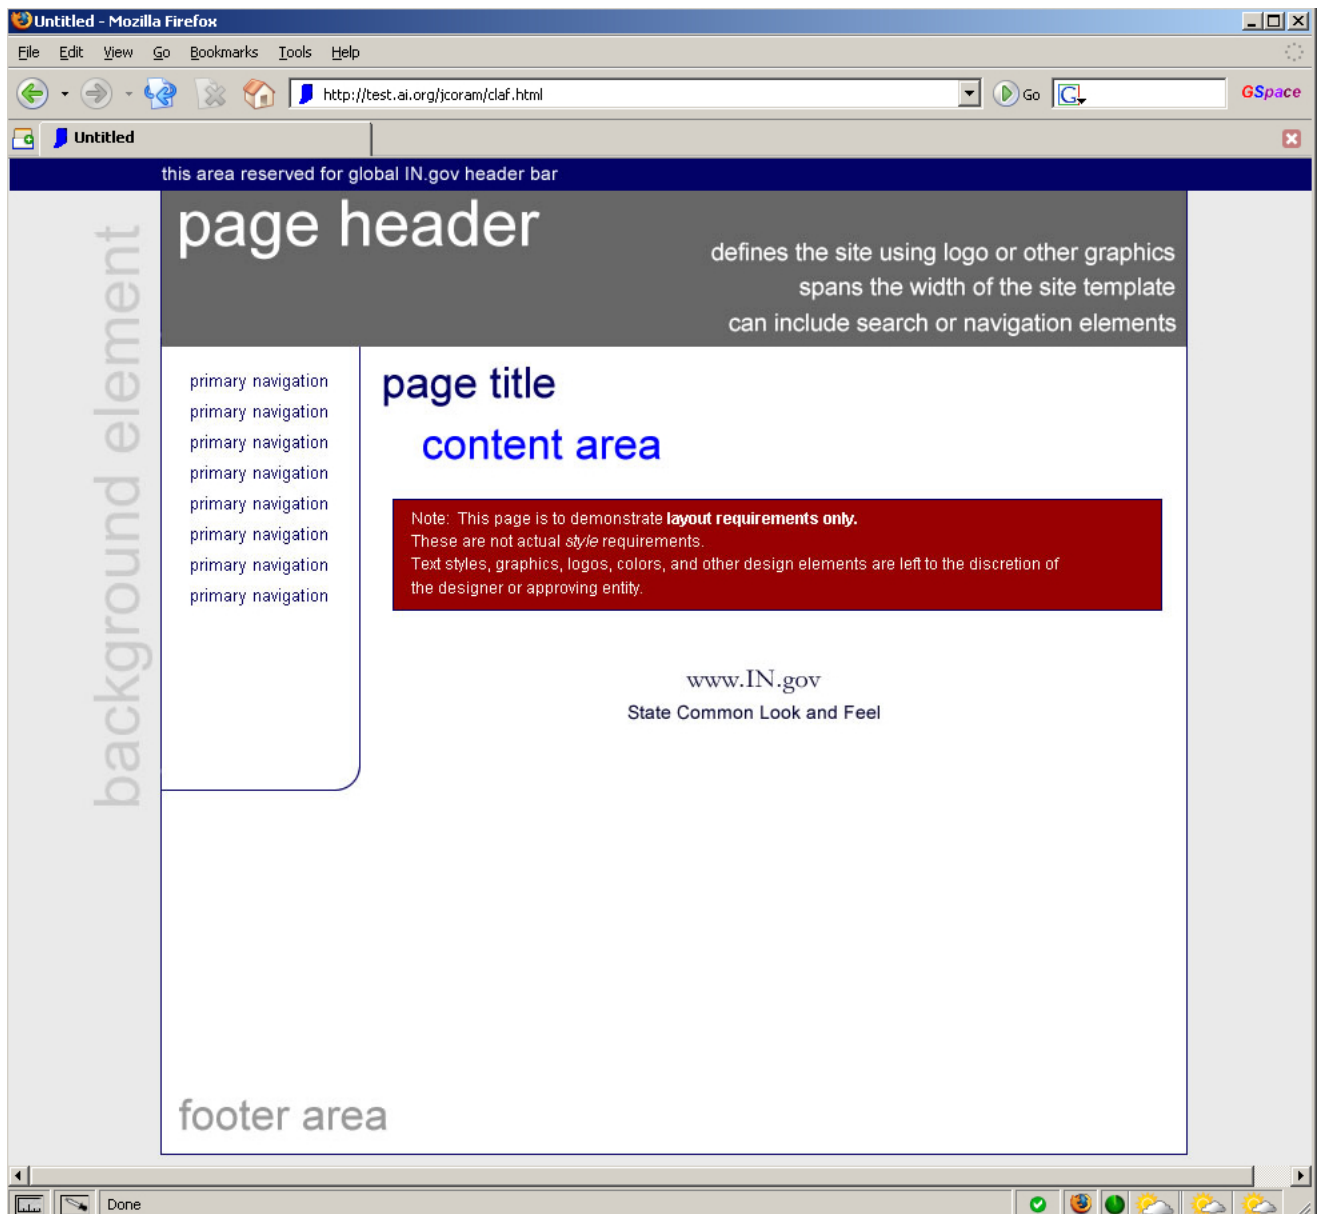 Untitled - Mozilla Firefox
File Edit View Go Bookmarks Tools Help
http://test.ai.org/jcoram/claf.html Go G GSpace
Untitled
this area reserved for global IN.gov header bar
page header
defines the site using logo or other graphics
spans the width of the site template
can include search or navigation elements
background element
primary navigation
primary navigation
primary navigation
primary navigation
primary navigation
primary navigation
primary navigation
primary navigation
page title
content area
Note: This page is to demonstrate layout requirements only.
These are not actual style requirements.
Text styles, graphics, logos, colors, and other design elements are left to the discretion of
the designer or approving entity.
www.IN.gov
State Common Look and Feel
footer area
Done